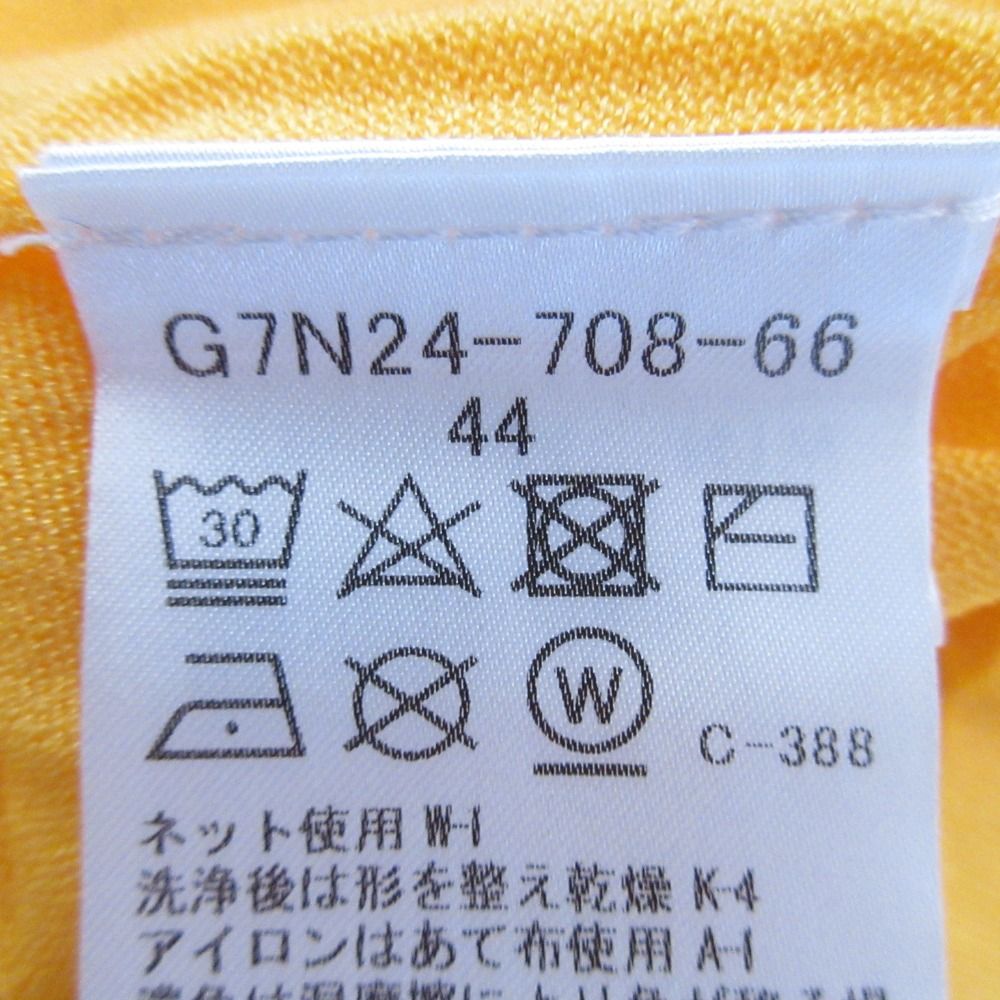 G7N24-708-66
44
30
W C-388
ネット使用 W-1
洗浄後は形を整え乾燥 K-4
アイロンはあて布使用 A-1